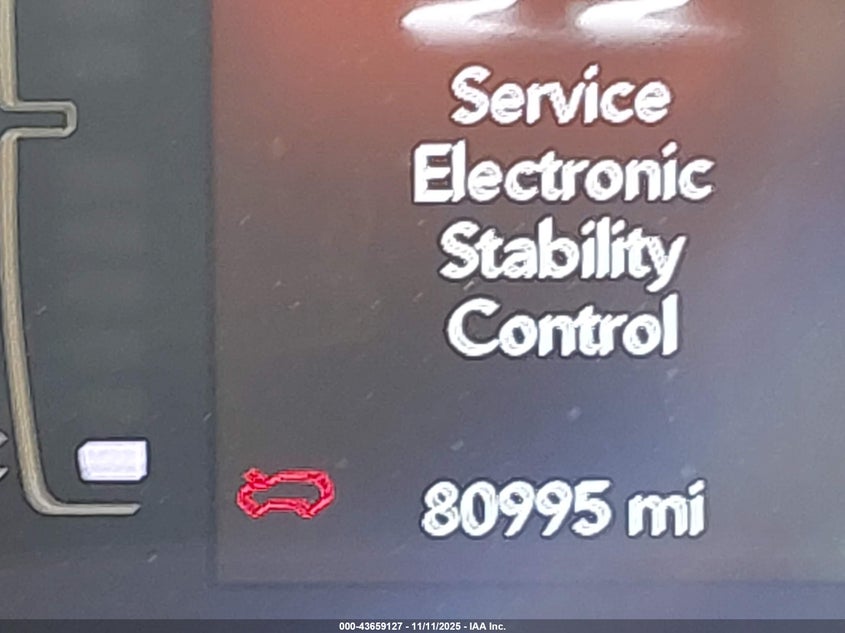 Service
Electronic
Stability
Control
80995 mi
000-43659127 - 11/11/2025 - IAA Inc.